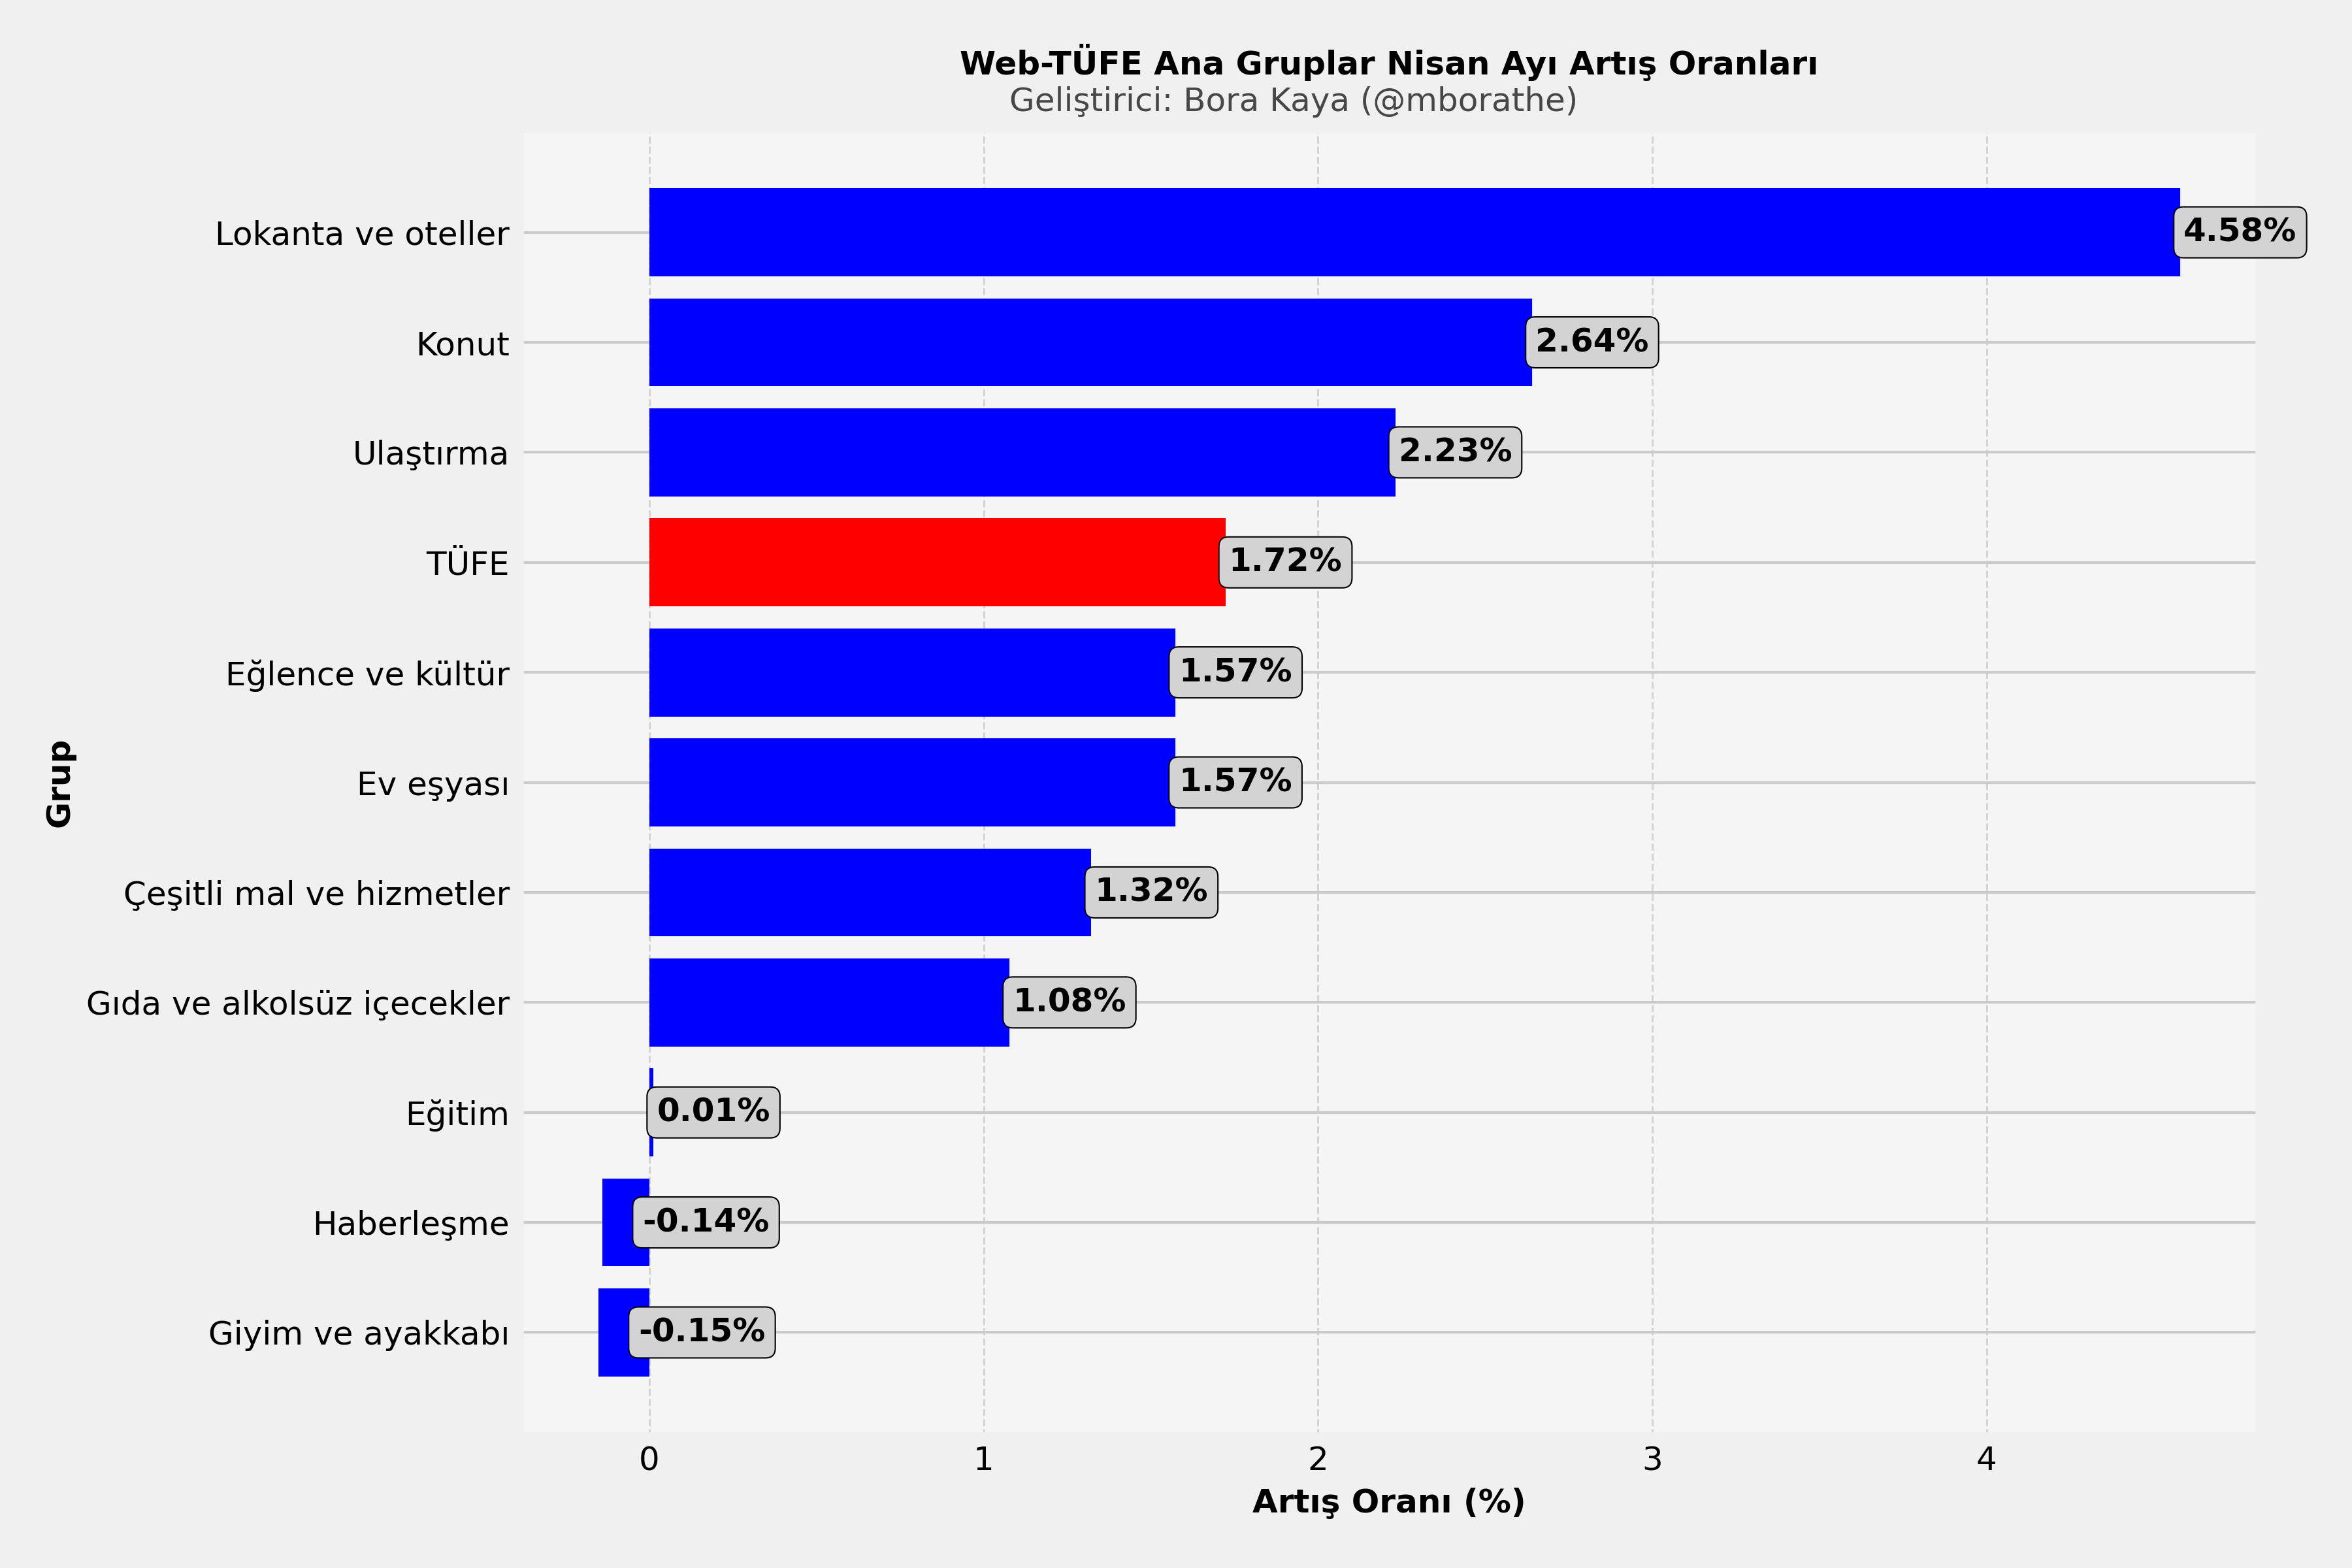 Web-TÜFE Ana Gruplar Nisan Ayı Artış Oranları
Geliştirici: Bora Kaya (@mborathe)
Grup
Lokanta ve oteller 4.58%
Konut 2.64%
Ulaştırma 2.23%
TÜFE 1.72%
Eğlence ve kültür 1.57%
Ev eşyası 1.57%
Çeşitli mal ve hizmetler 1.32%
Gıda ve alkolsüz içecekler 1.08%
Eğitim 0.01%
Haberleşme -0.14%
Giyim ve ayakkabı -0.15%
0 1 2 3 4
Artış Oranı (%)